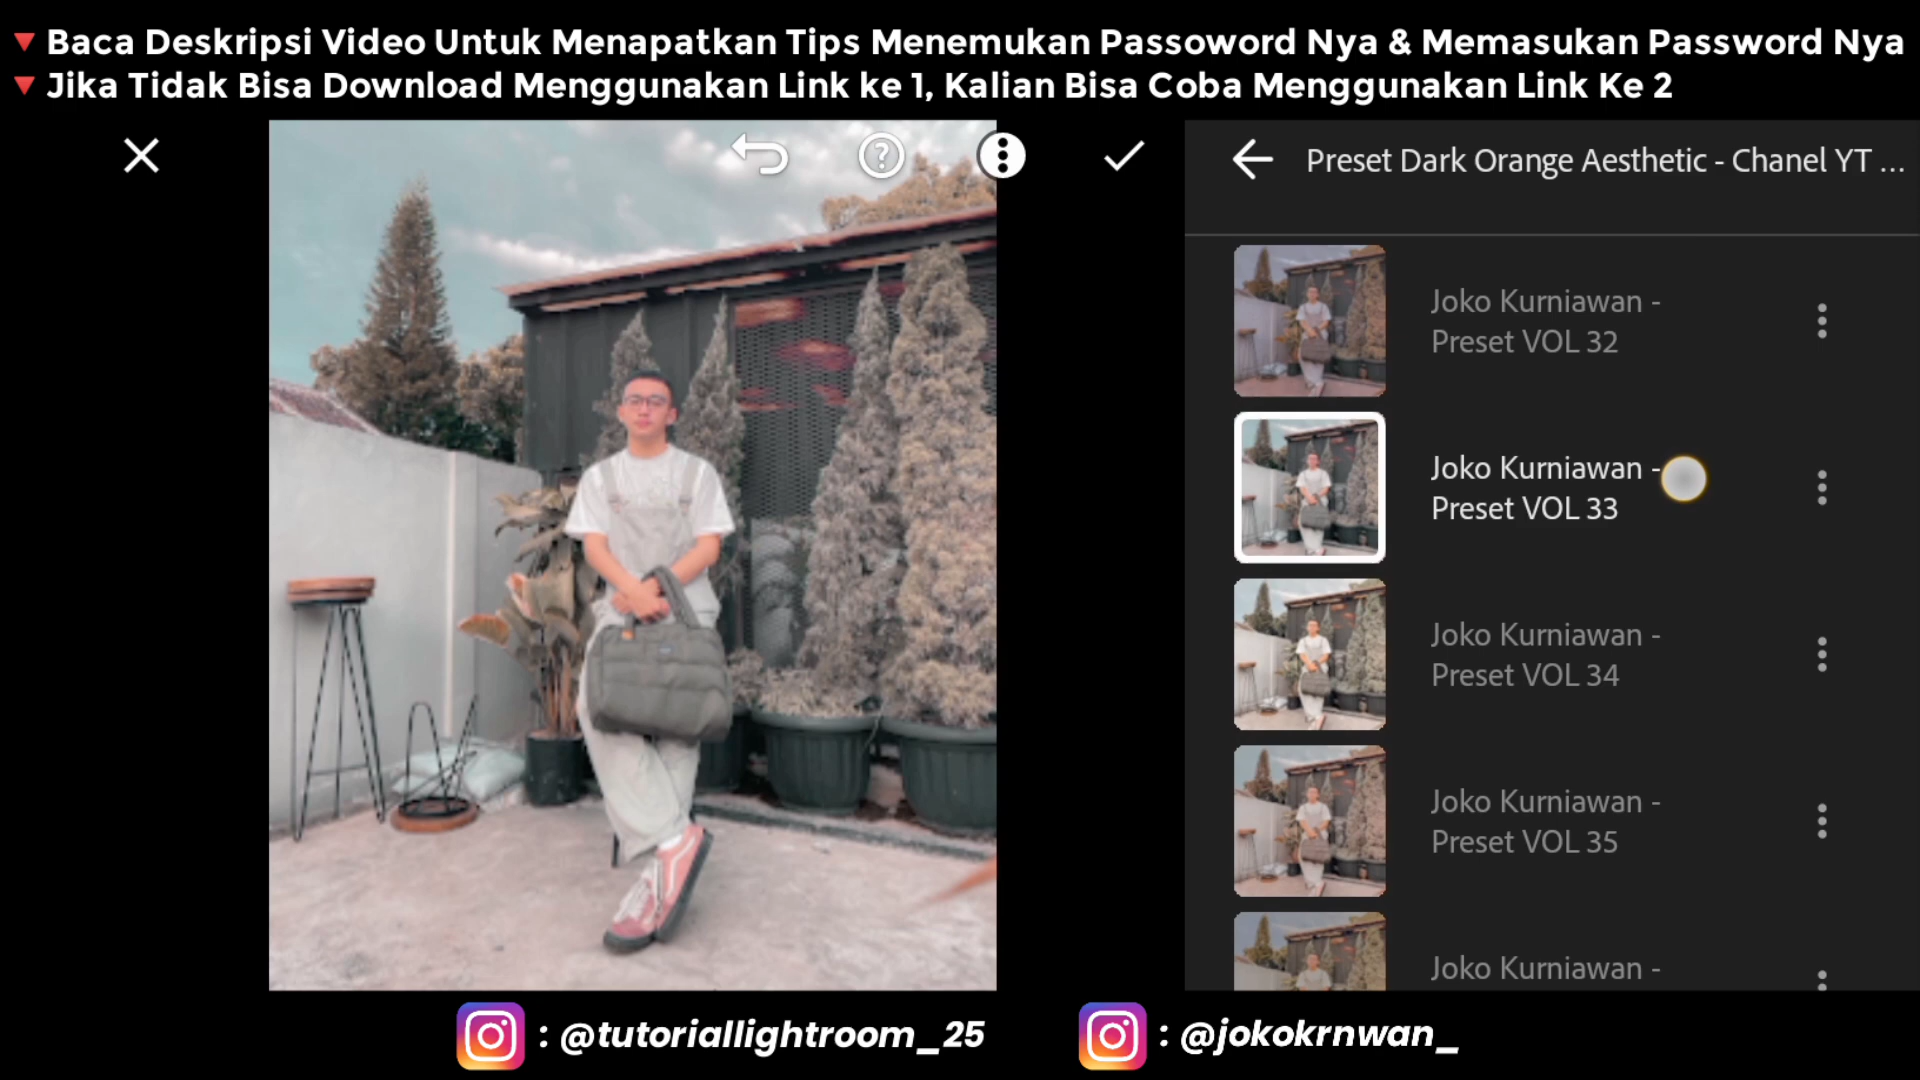 Baca Deskripsi Video Untuk Menapatkan Tips Menemukan Passoword Nya & Memasukan Password Nya
Jika Tidak Bisa Download Menggunakan Link ke 1, Kalian Bisa Coba Menggunakan Link Ke 2
Preset Dark Orange Aesthetic - Chanel YT ...
Joko Kurniawan -
Preset VOL 32
Joko Kurniawan -
Preset VOL 33
Joko Kurniawan -
Preset VOL 34
Joko Kurniawan -
Preset VOL 35
Joko Kurniawan -
: @tutoriallightroom_25
: @jokokrnwan_